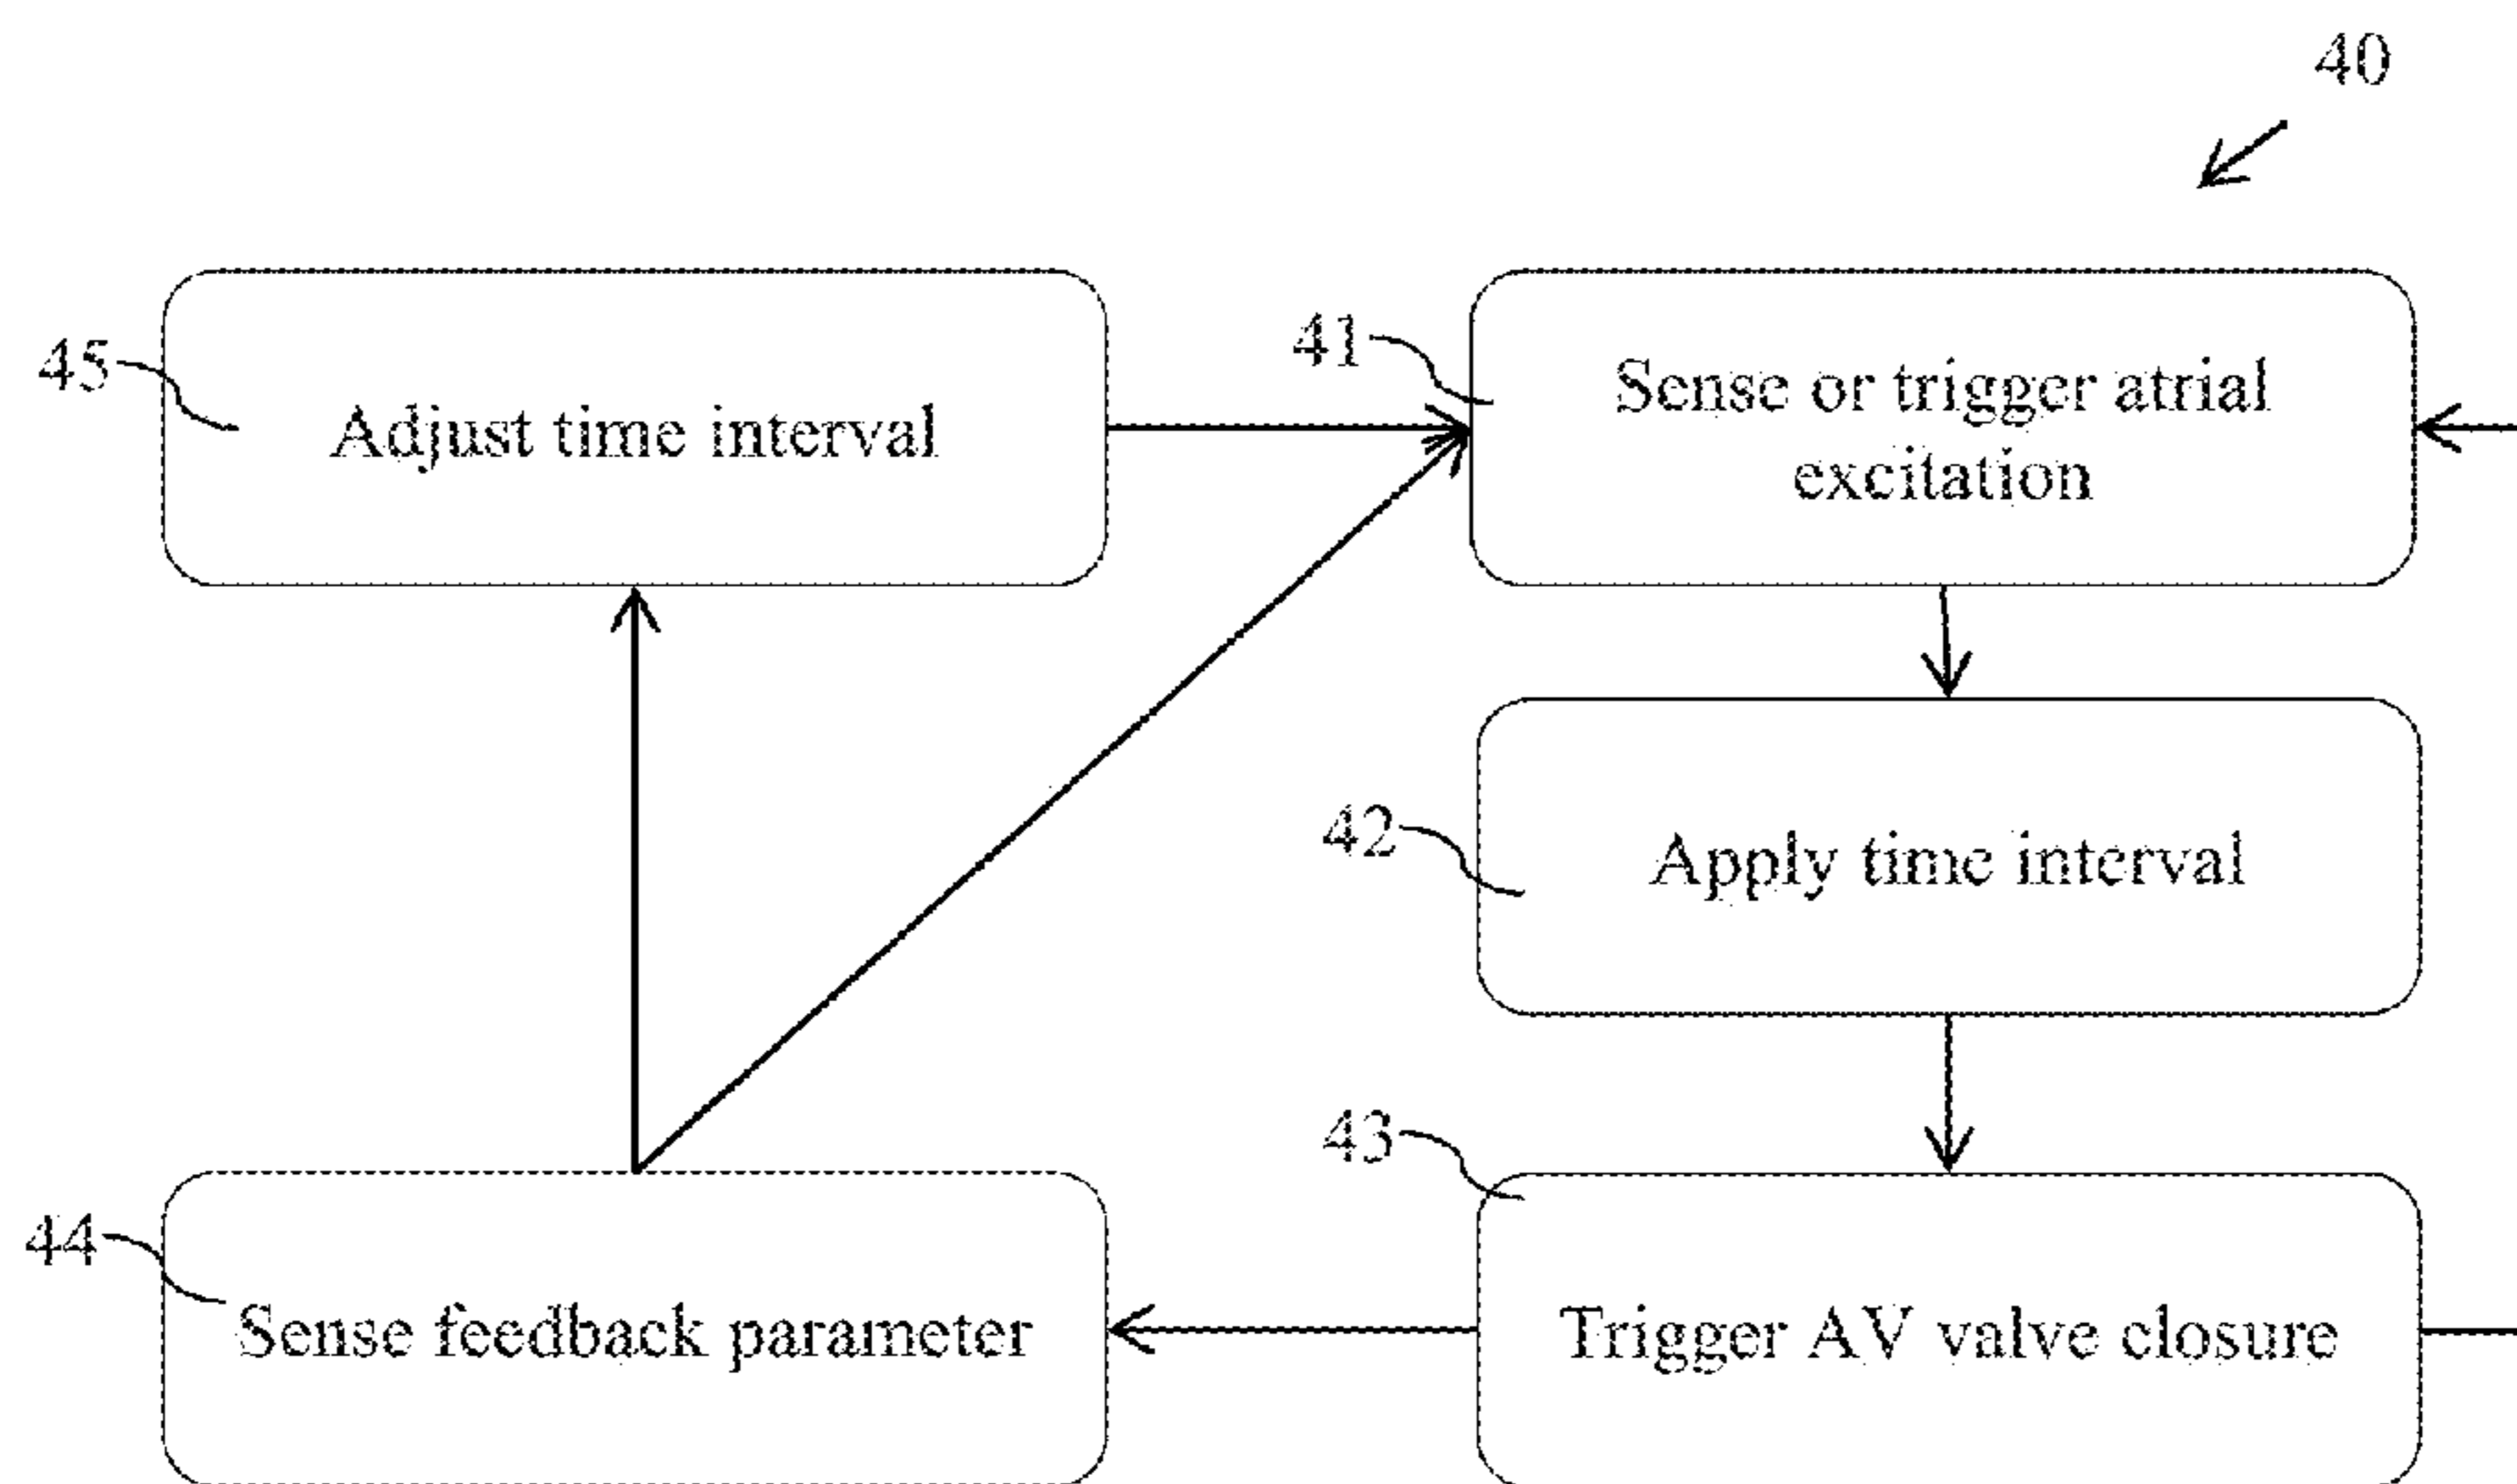 40
45
Adjust time interval
41
Sense or trigger atrial
excitation
42
Apply time interval
43
Trigger AV valve closure
44
Sense feedback parameter